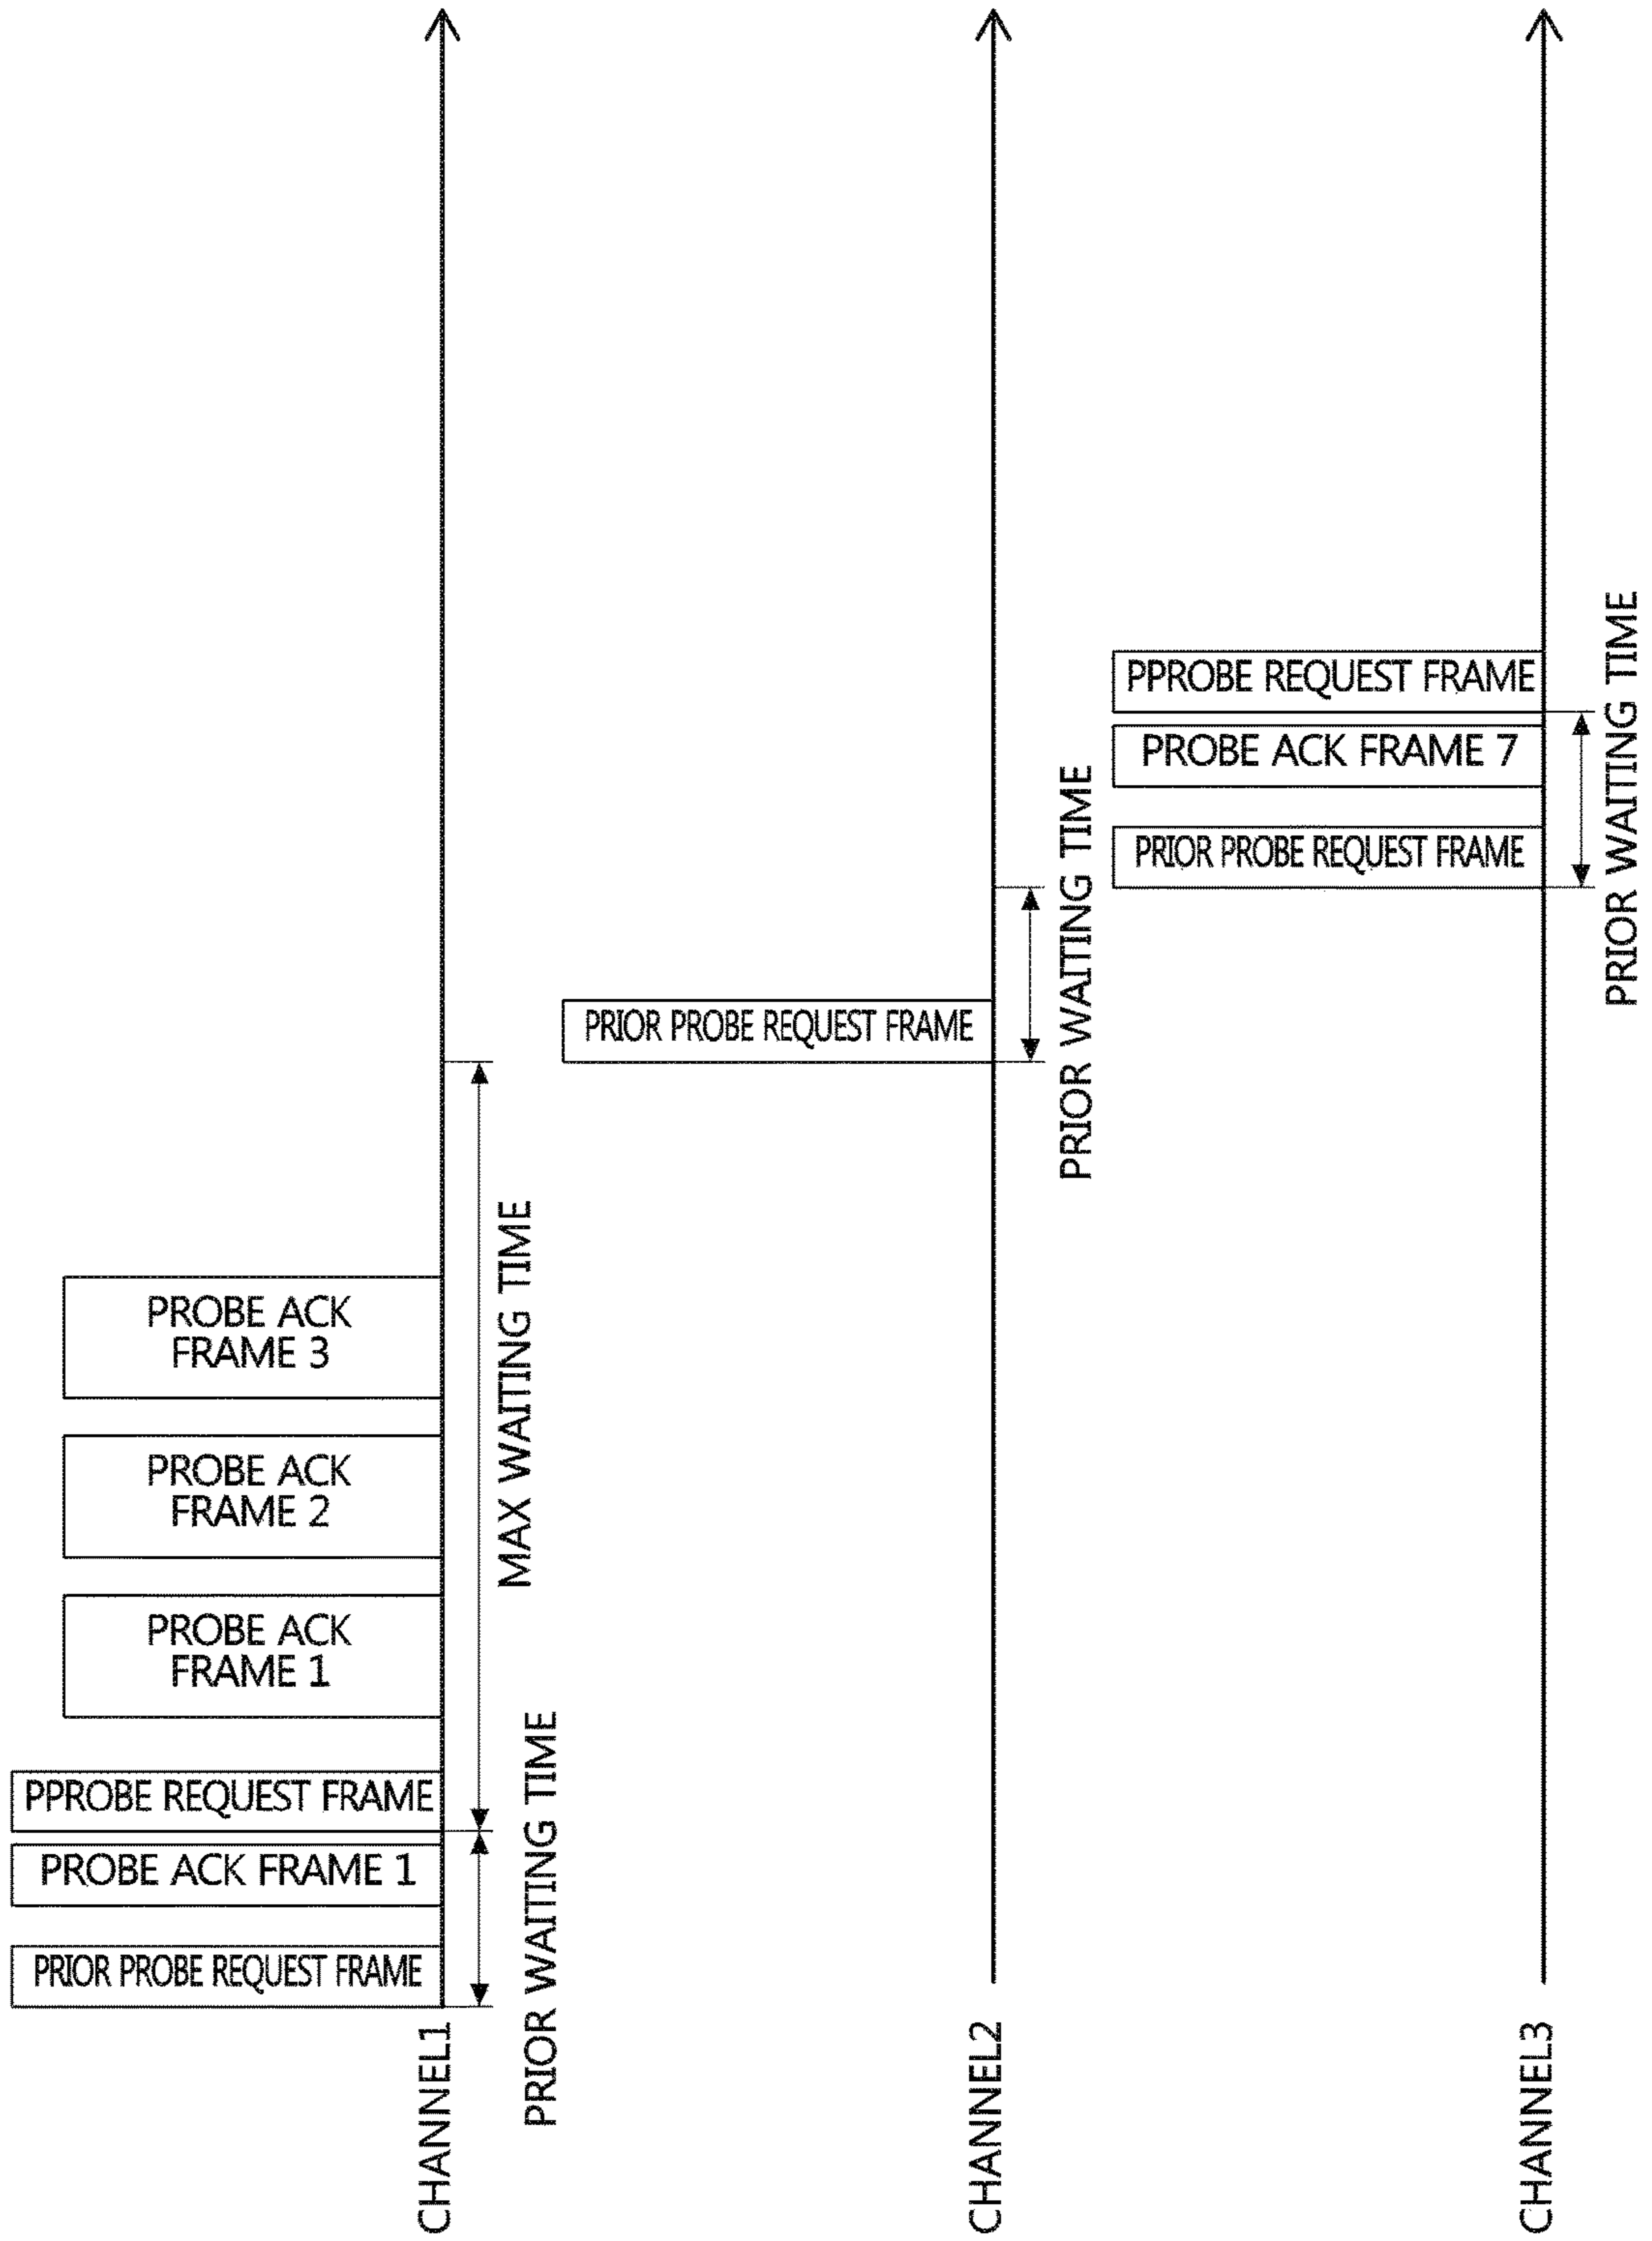 PROBE ACK
FRAME 3
PROBE ACK
FRAME 2
PROBE ACK
FRAME 1
PPROBE REQUEST FRAME
PROBE ACK FRAME 1
PRIOR PROBE REQUEST FRAME
MAX WAITING TIME
PRIOR WAITING TIME
CHANNEL1
PRIOR PROBE REQUEST FRAME
PRIOR WAITING TIME
CHANNEL2
PPROBE REQUEST FRAME
PROBE ACK FRAME 7
PRIOR PROBE REQUEST FRAME
PRIOR WAITING TIME
CHANNEL3